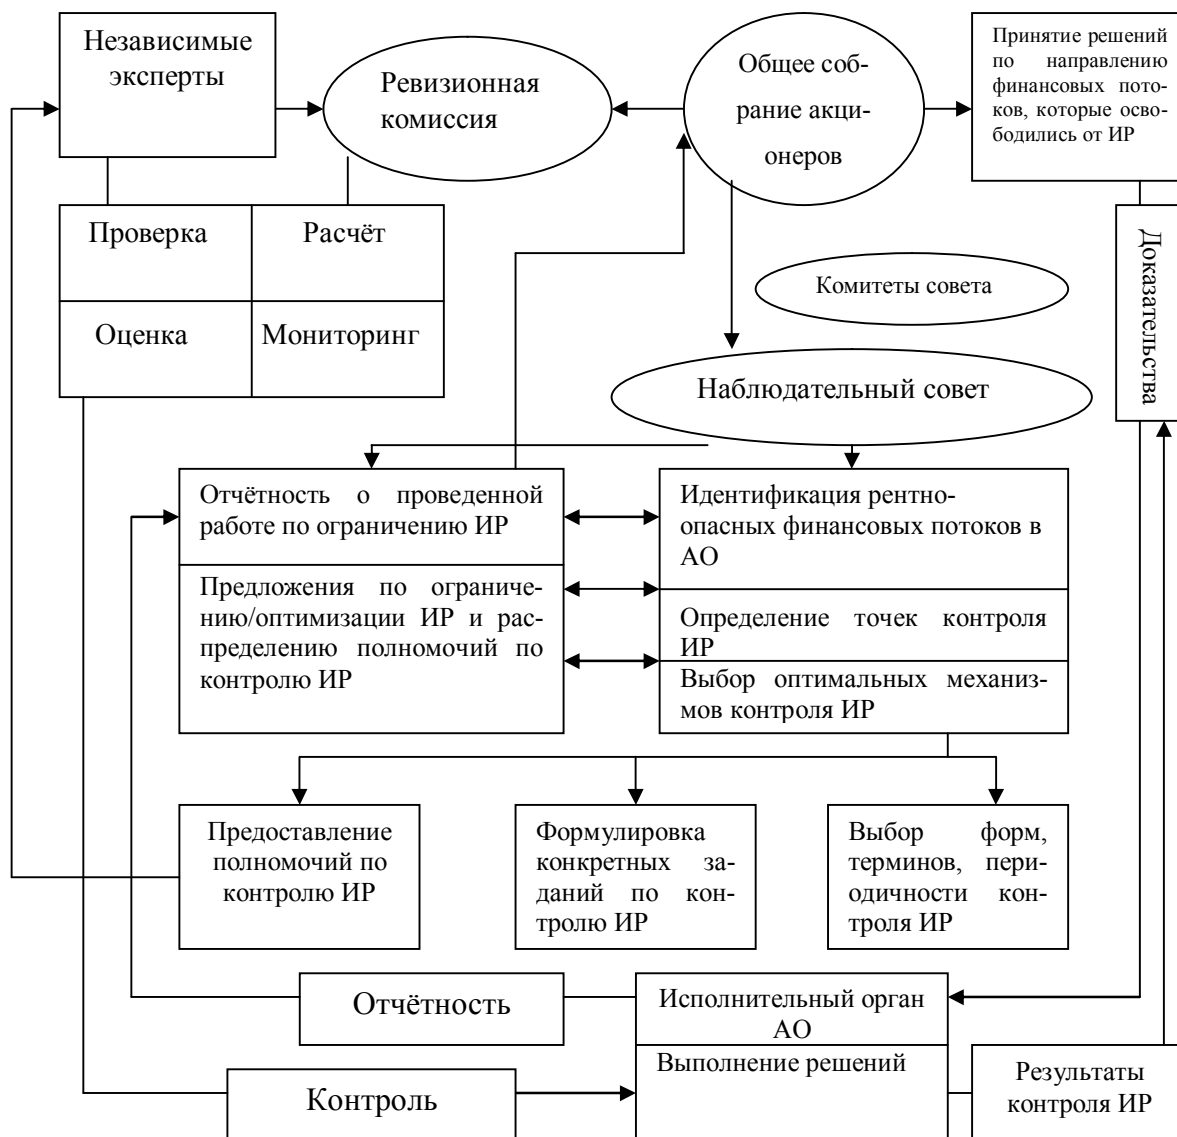 Независимые
эксперты
Ревизионная
комиссия
Общее соб-
рание акци-
онеров
Принятие решений
по направлению
финансовых пото-
ков, которые осво-
бодились от ИР
Проверка
Расчёт
Оценка
Мониторинг
Доказательства
Комитеты совета
Наблюдательный совет
Отчётность о проведенной
работе по ограничению ИР
Идентификация рентно-
опасных финансовых потоков в
АО
Предложения по ограниче-
нию/оптимизации ИР и рас-
пределению полномочий по
контролю ИР
Определение точек контроля
ИР
Выбор оптимальных механиз-
мов контроля ИР
Предоставление
полномочий по
контролю ИР
Формулировка
конкретных за-
даний по кон-
тролю ИР
Выбор форм,
терминов, пери-
одичности кон-
троля ИР
Отчётность
Исполнительный орган
АО
Выполнение решений
Контроль
Результаты
контроля ИР